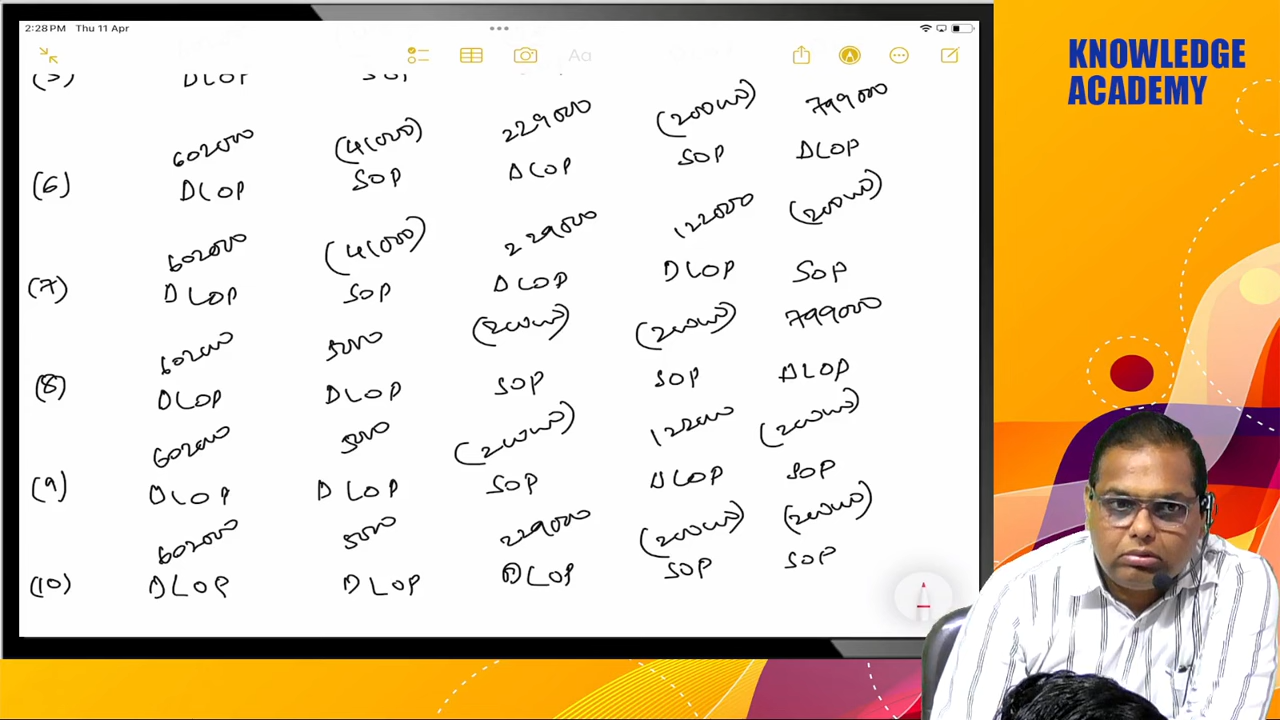 2:28 PM Thu 11 Apr
KNOWLEDGE
ACADEMY
Aa
DLOP
602000 (41000) 229000 (200000) 799000
(6) DLOP SOP DLOP SOP DLOP
602000 (41000) 229000 122000 (200000)
(7) DLOP SOP DLOP DLOP SOP
602000 5000 (200000) (200000) 799000
(8) DLOP DLOP SOP SOP DLOP
602000 5000 (200000) 122000 (200000)
(9) DLOP DLOP SOP DLOP SOP
602000 5000 229000 (200000) (200000)
(10) DLOP DLOP DLOP SOP SOP